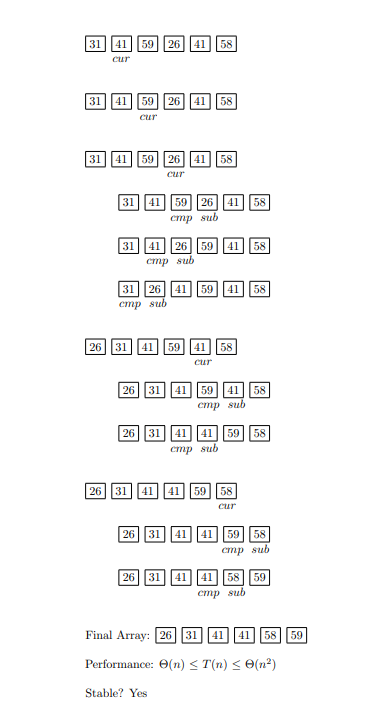 31 41 59 26 41 58
cur
31 41 59 26 41 58
cur
31 41 59 26 41 58
cur
31 41 59 26 41 58
cmp sub
31 41 26 59 41 58
cmp sub
31 26 41 59 41 58
cmp sub
26 31 41 59 41 58
cur
26 31 41 59 41 58
cmp sub
26 31 41 41 59 58
cmp sub
26 31 41 41 59 58
cur
26 31 41 41 59 58
cmp sub
26 31 41 41 58 59
cmp sub
Final Array: 26 31 41 41 58 59
Performance: Θ(n) ≤ T(n) ≤ Θ(n²)
Stable? Yes